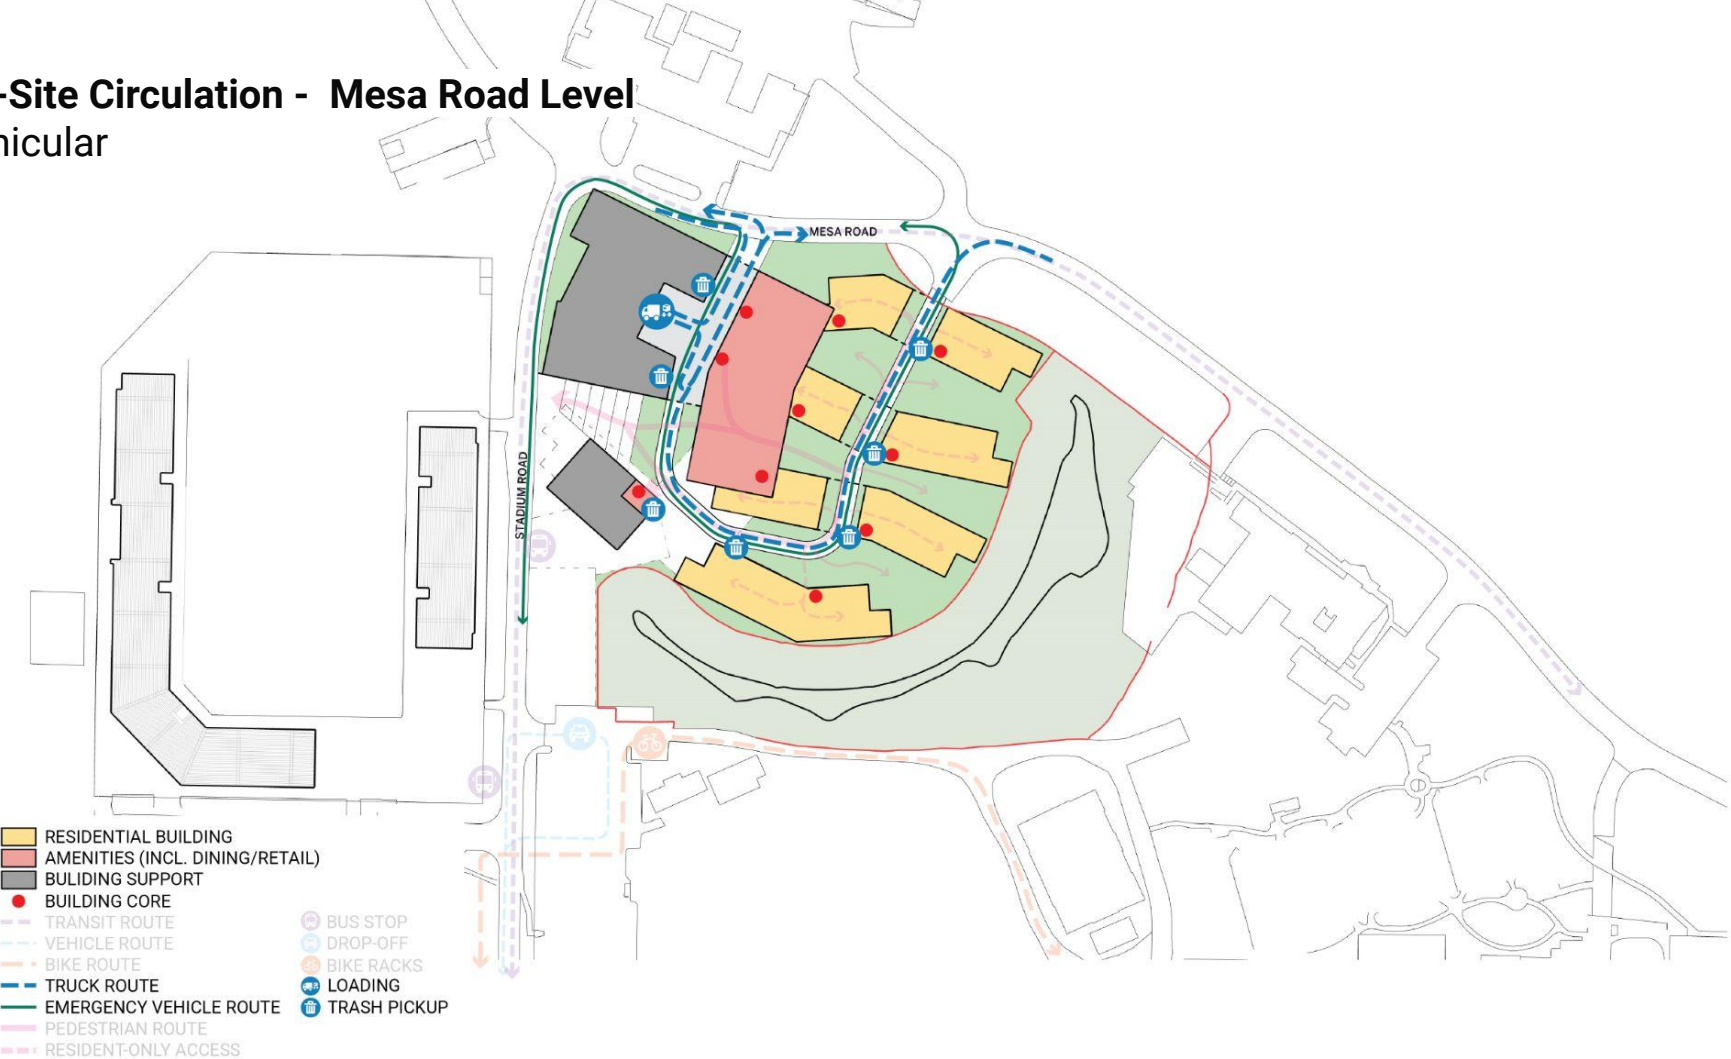 -Site Circulation - Mesa Road Level
nicular
MESA ROAD
STADIUM ROAD
RESIDENTIAL BUILDING
AMENITIES (INCL. DINING/RETAIL)
BULIDING SUPPORT
BUILDING CORE
TRANSIT ROUTE
VEHICLE ROUTE
BIKE ROUTE
TRUCK ROUTE
EMERGENCY VEHICLE ROUTE
PEDESTRIAN ROUTE
RESIDENT-ONLY ACCESS
BUS STOP
DROP-OFF
BIKE RACKS
LOADING
TRASH PICKUP